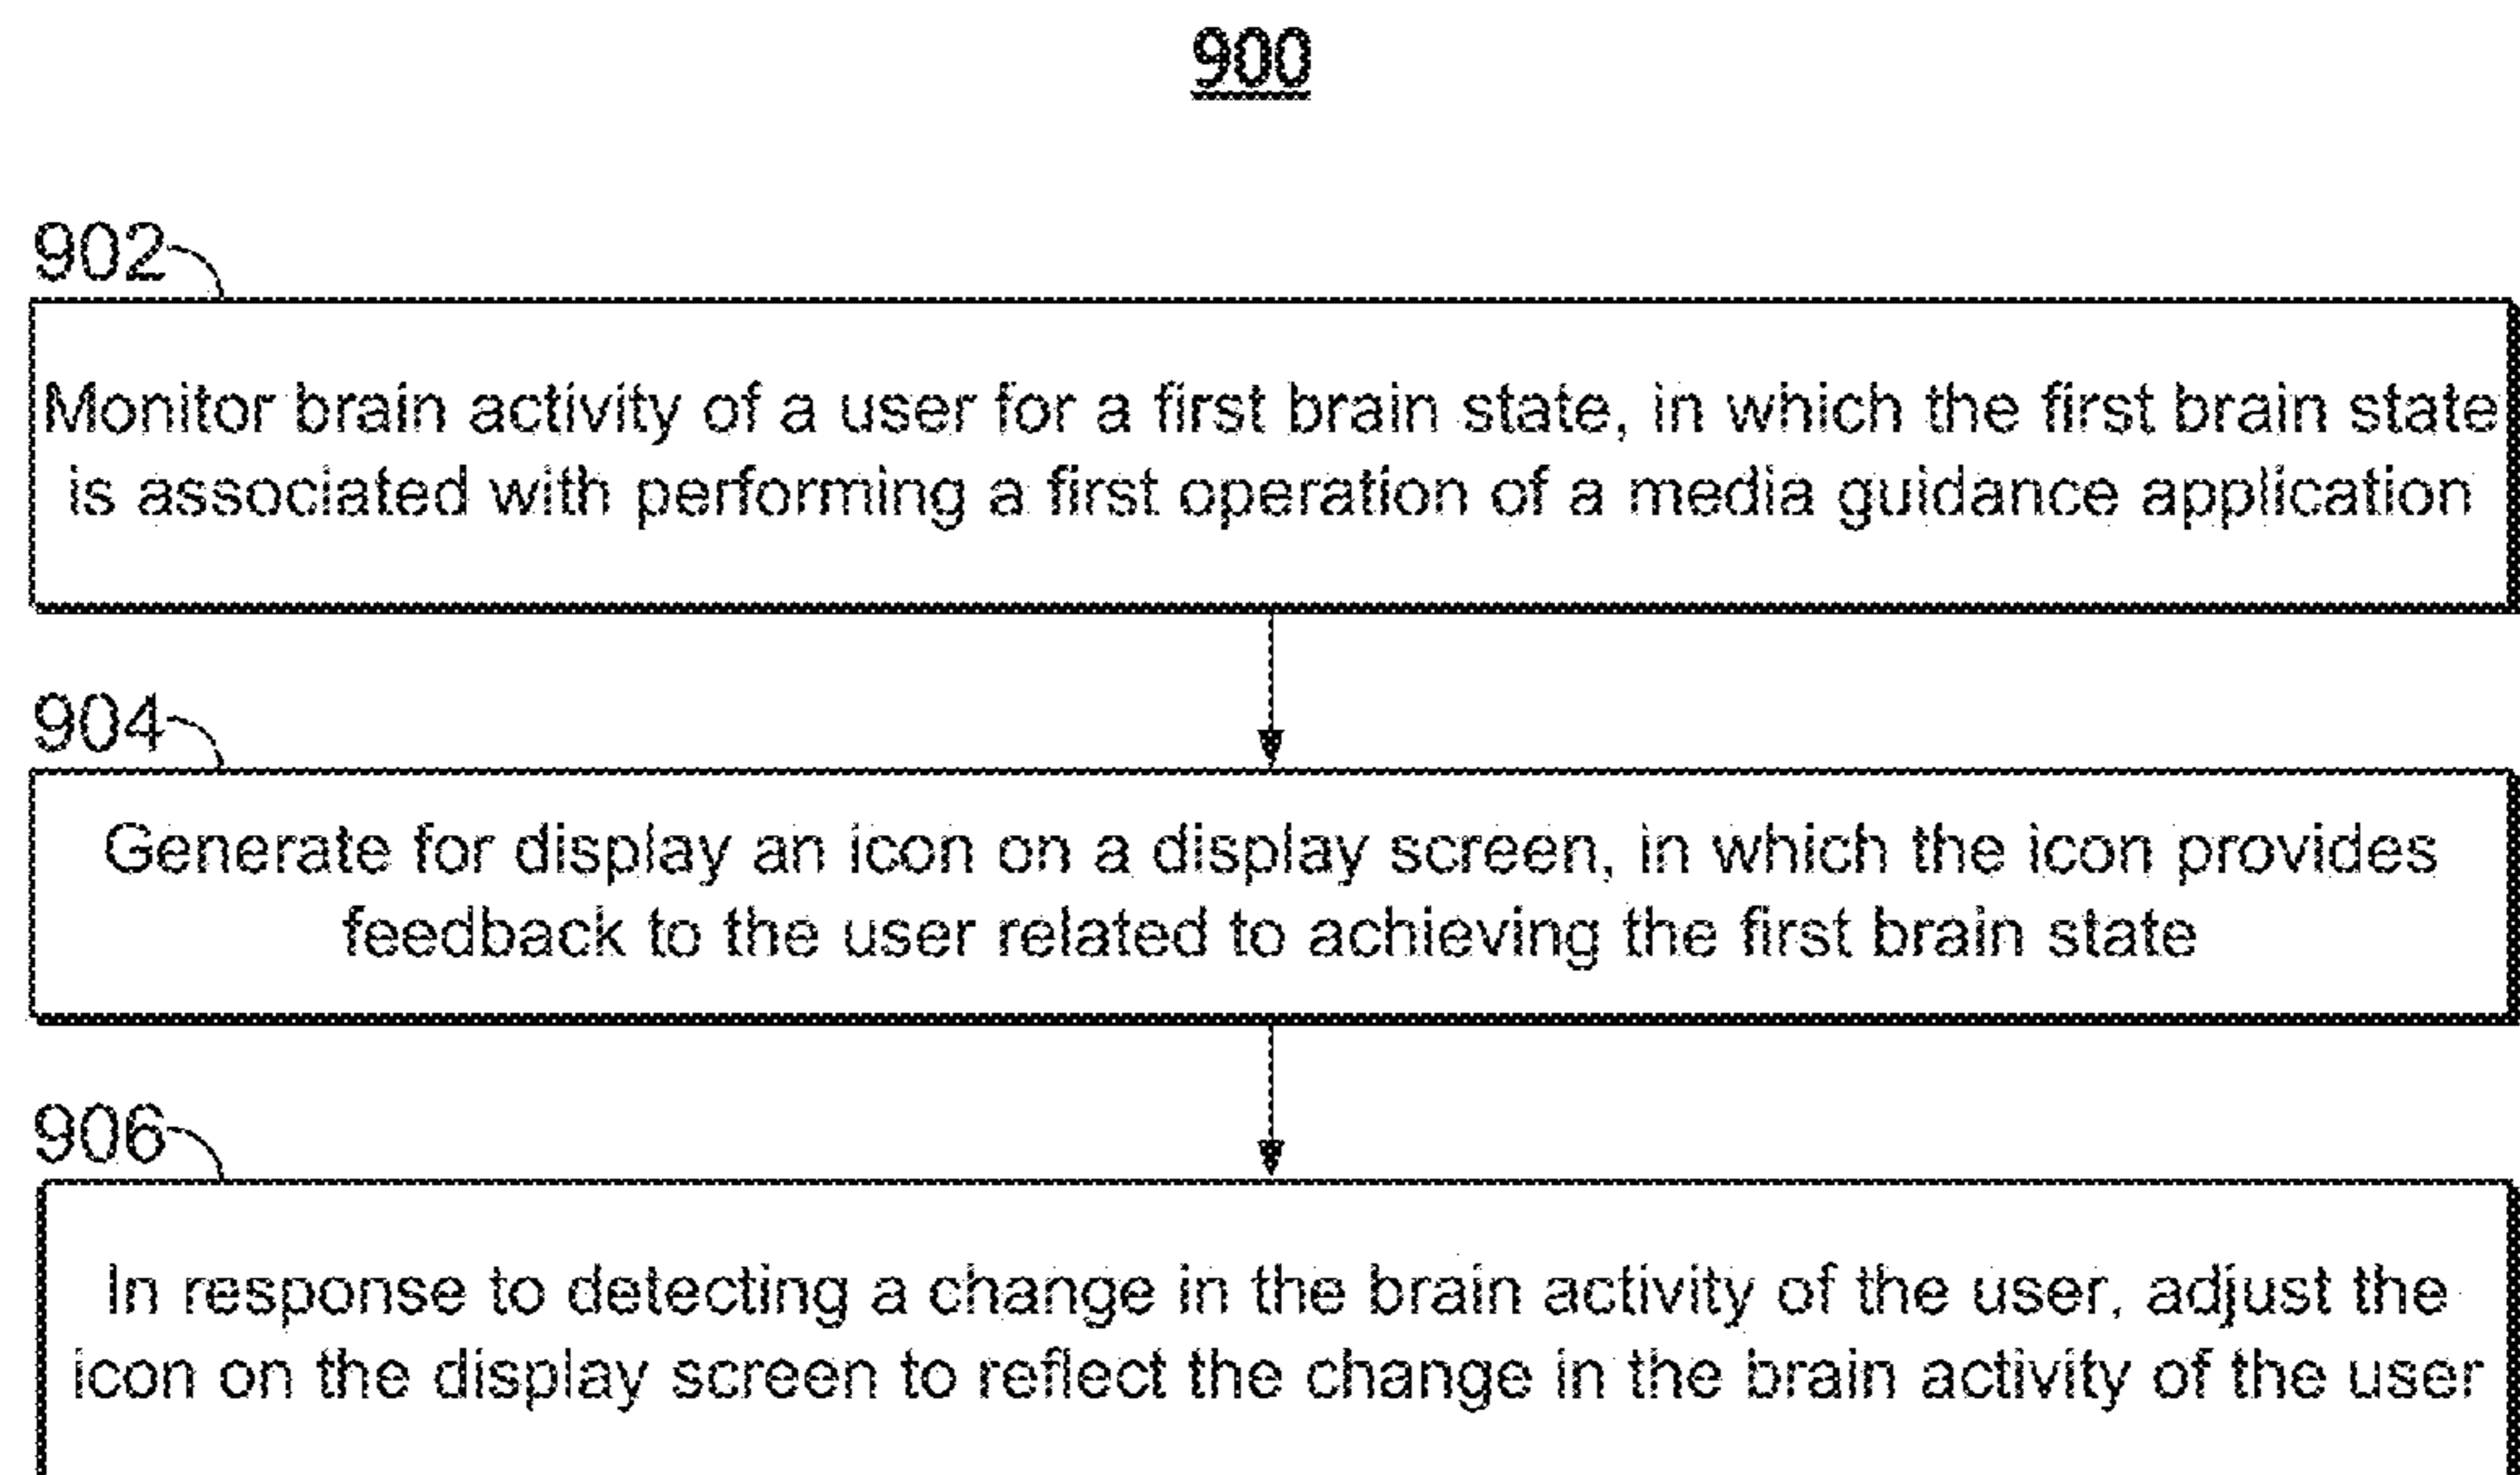 900
902
Monitor brain activity of a user for a first brain state, in which the first brain state
is associated with performing a first operation of a media guidance application
904
Generate for display an icon on a display screen, in which the icon provides
feedback to the user related to achieving the first brain state
906
In response to detecting a change in the brain activity of the user, adjust the
icon on the display screen to reflect the change in the brain activity of the user